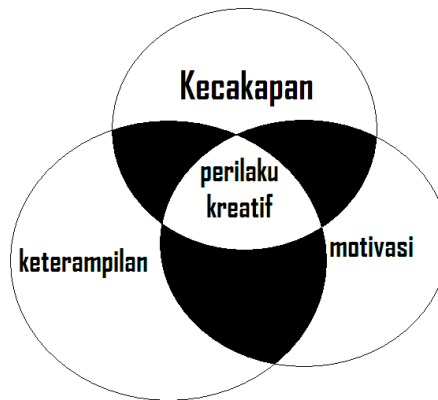 Kecakapan
perilaku
kreatif
keterampilan
motivasi